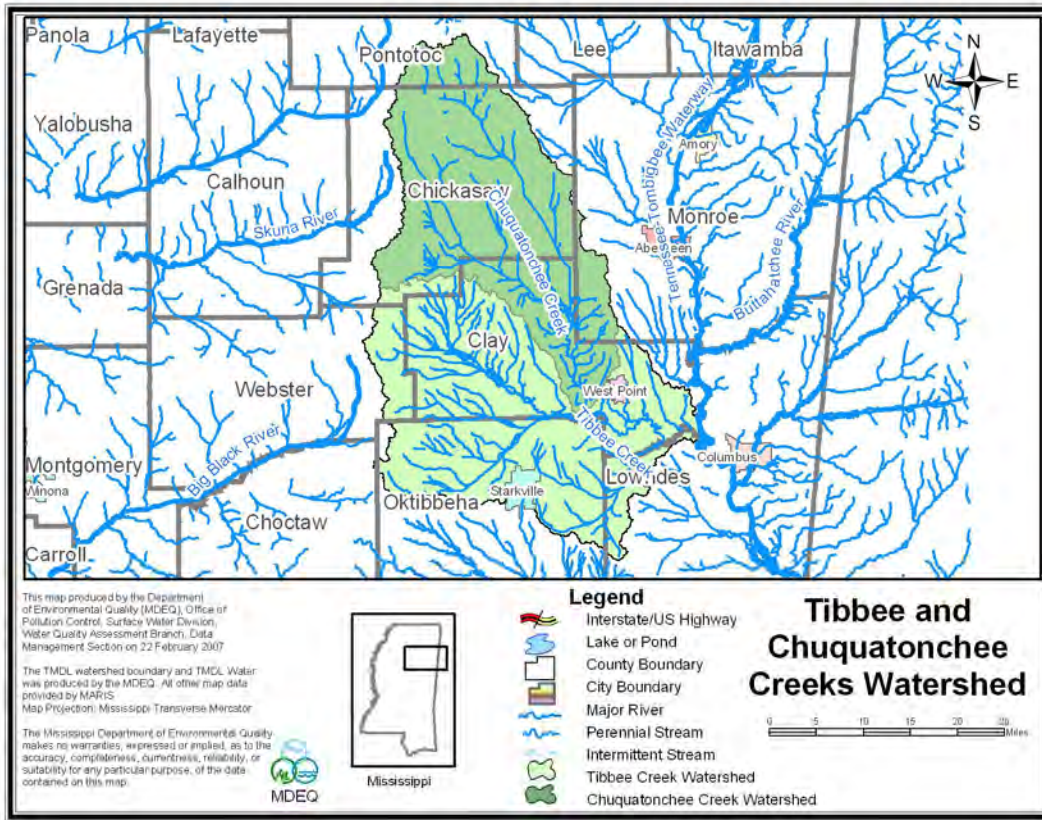 Panola
Lafayette
Pontotoc
Lee
Itawamba
N
W
E
S
Yalobusha
Calhoun
Chickasaw
Skuna River
Chuquatonchee Creek
Tennessee-Tombigbee Waterway
Amory
Monroe
Aberdeen
Buttahatchee River
Grenada
Clay
Webster
West Point
Tibbee Creek
Big Black River
Montgomery
Winona
Columbus
Lowndes
Starkville
Oktibbeha
Choctaw
Carroll
This map produced by the Department
of Environmental Quality (MDEQ), Office of
Pollution Control, Surface Water Division,
Water Quality Assessment Branch, Data
Management Section on 22 February 2007
The TMDL watershed boundary and TMDL Water
was produced by the MDEQ. All other map data
provided by MARIS
Map Projection: Mississippi Transverse Mercator
The Mississippi Department of Environmental Quality
makes no warranties, expressed or implied, as to the
accuracy, completeness, currentness, reliability, or
suitability for any particular purpose, of the data
contained on this map.
MDEQ
Mississippi
Legend
Interstate/US Highway
Lake or Pond
County Boundary
City Boundary
Major River
Perennial Stream
Intermittent Stream
Tibbee Creek Watershed
Chuquatonchee Creek Watershed
Tibbee and
Chuquatonchee
Creeks Watershed
0 5 10 15 20 25
Miles